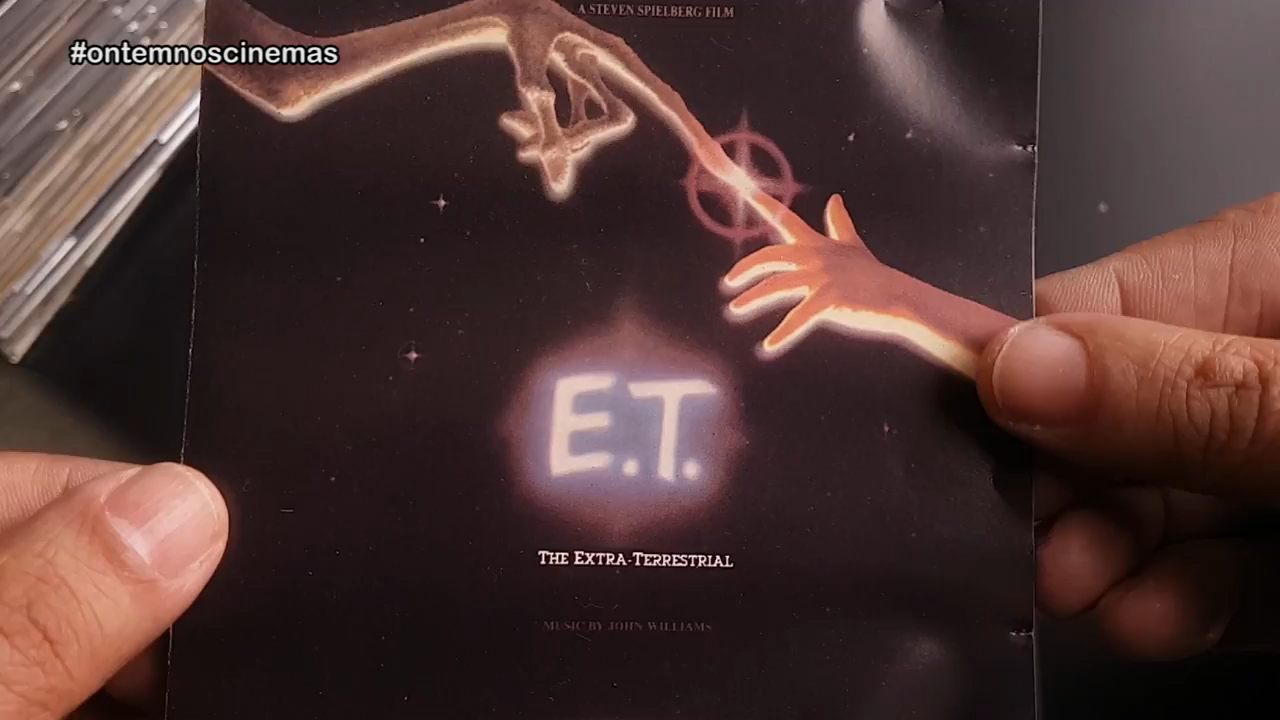 A STEVEN SPIELBERG FILM
#ontemnoscinemas
E.T.
THE EXTRA-TERRESTRIAL
MUSIC BY JOHN WILLIAMS